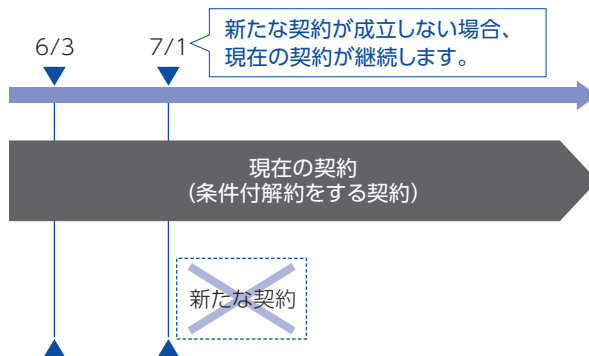 6/3
7/1
新たな契約が成立しない場合、
現在の契約が継続します。
現在の契約
（条件付解約をする契約）
新たな契約